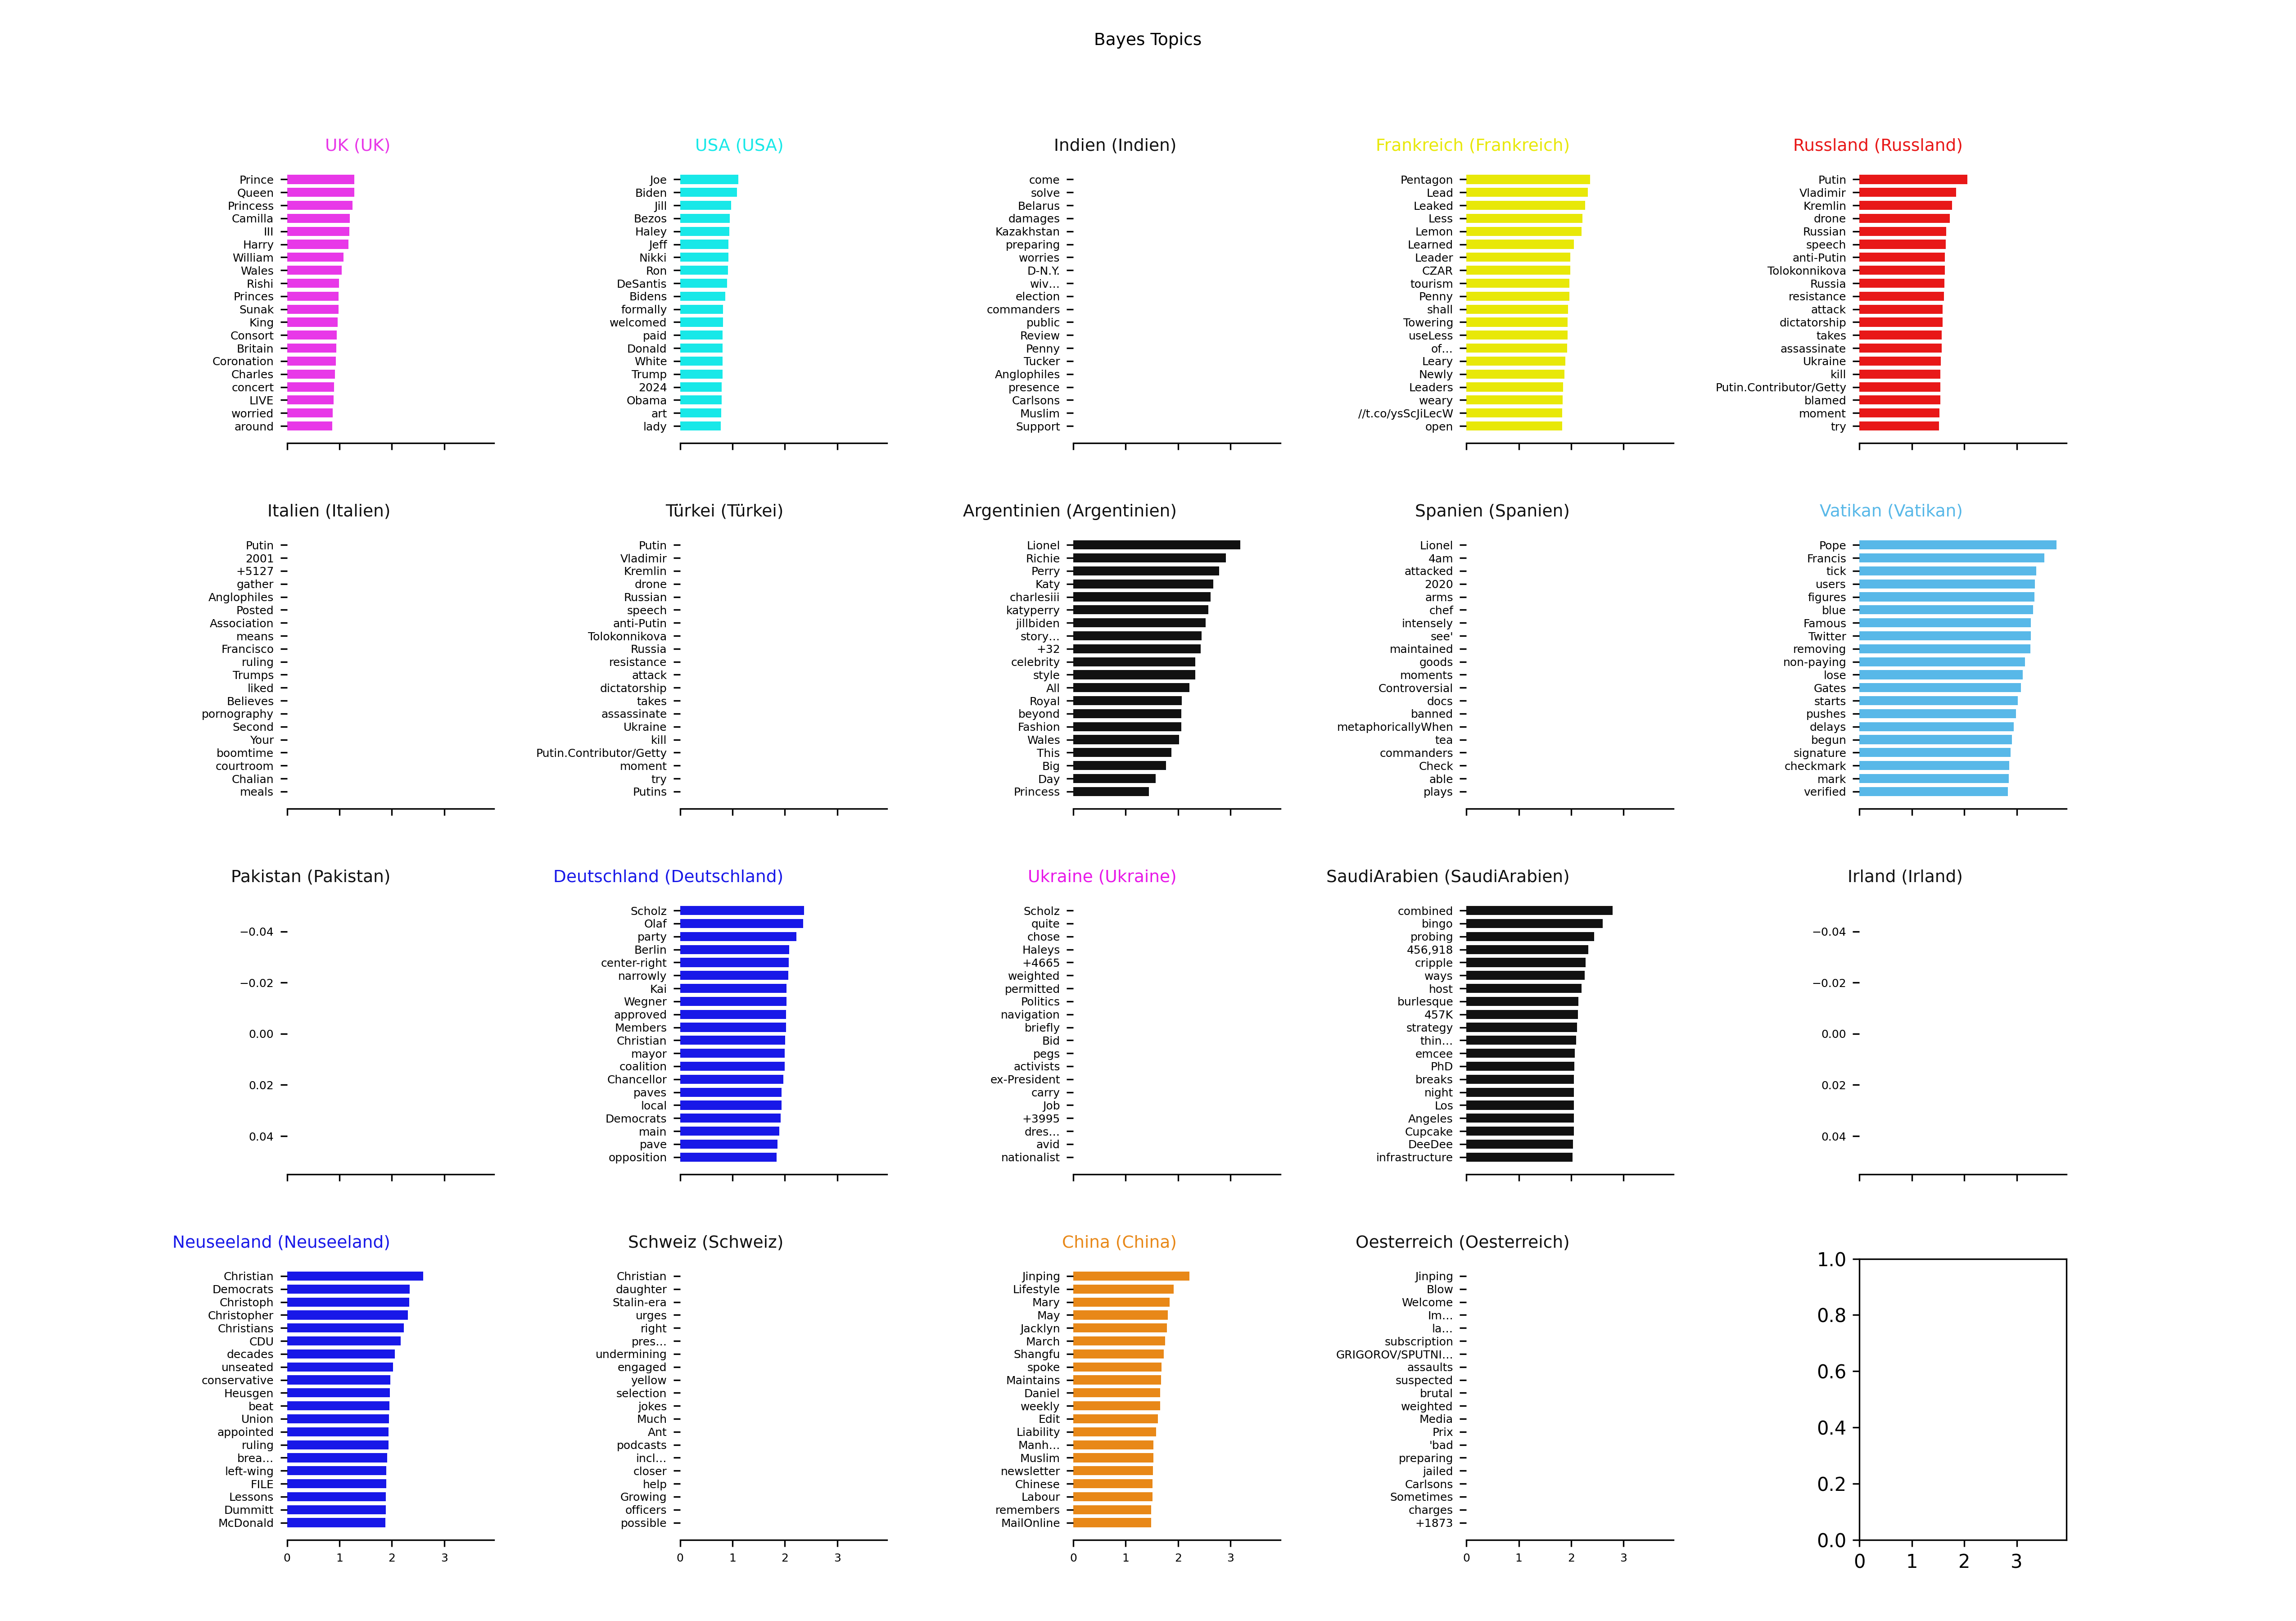 Bayes Topics
UK (UK)
Prince
Queen
Princess
Camilla
III
Harry
William
Wales
Rishi
Princes
Sunak
King
Consort
Britain
Coronation
Charles
concert
LIVE
worried
around
USA (USA)
Joe
Biden
Jill
Bezos
Haley
Jeff
Nikki
Ron
DeSantis
Bidens
formally
welcomed
paid
Donald
White
Trump
2024
Obama
art
lady
Indien (Indien)
come
solve
Belarus
damages
Kazakhstan
preparing
worries
D-N.Y.
wiv...
election
commanders
public
Review
Penny
Tucker
Anglophiles
presence
Carlsons
Muslim
Support
Frankreich (Frankreich)
Pentagon
Lead
Leaked
Less
Lemon
Learned
Leader
CZAR
tourism
Penny
shall
Towering
useLess
of...
Leary
Newly
Leaders
weary
//t.co/ysScJiLecW
open
Russland (Russland)
Putin
Vladimir
Kremlin
drone
Russian
speech
anti-Putin
Tolokonnikova
Russia
resistance
attack
dictatorship
takes
assassinate
Ukraine
kill
Putin.Contributor/Getty
blamed
moment
try
Italien (Italien)
Putin
2001
+5127
gather
Anglophiles
Posted
Association
means
Francisco
ruling
Trumps
liked
Believes
pornography
Second
Your
boomtime
courtroom
Chalian
meals
Türkei (Türkei)
Putin
Vladimir
Kremlin
drone
Russian
speech
anti-Putin
Tolokonnikova
Russia
resistance
attack
dictatorship
takes
assassinate
Ukraine
kill
Putin.Contributor/Getty
moment
try
Putins
Argentinien (Argentinien)
Lionel
Richie
Perry
Katy
charlesiii
katyperry
jillbiden
story...
+32
celebrity
style
All
Royal
beyond
Fashion
Wales
This
Big
Day
Princess
Spanien (Spanien)
Lionel
4am
attacked
2020
arms
chef
intensely
see'
maintained
goods
moments
Controversial
docs
banned
metaphoricallyWhen
tea
commanders
Check
able
plays
Vatikan (Vatikan)
Pope
Francis
tick
users
figures
blue
Famous
Twitter
removing
non-paying
lose
Gates
starts
pushes
delays
begun
signature
checkmark
mark
verified
Pakistan (Pakistan)
−0.04
−0.02
0.00
0.02
0.04
Deutschland (Deutschland)
Scholz
Olaf
party
Berlin
center-right
narrowly
Kai
Wegner
approved
Members
Christian
mayor
coalition
Chancellor
paves
local
Democrats
main
pave
opposition
Ukraine (Ukraine)
Scholz
quite
chose
Haleys
+4665
weighted
permitted
Politics
navigation
briefly
Bid
pegs
activists
ex-President
carry
Job
+3995
dres...
avid
nationalist
SaudiArabien (SaudiArabien)
combined
bingo
probing
456,918
cripple
ways
host
burlesque
457K
strategy
thin...
emcee
PhD
breaks
night
Los
Angeles
Cupcake
DeeDee
infrastructure
Irland (Irland)
−0.04
−0.02
0.00
0.02
0.04
Neuseeland (Neuseeland)
Christian
Democrats
Christoph
Christopher
Christians
CDU
decades
unseated
conservative
Heusgen
beat
Union
appointed
ruling
brea...
left-wing
FILE
Lessons
Dummitt
McDonald
0 1 2 3
Schweiz (Schweiz)
Christian
daughter
Stalin-era
urges
right
pres...
undermining
engaged
yellow
selection
jokes
Much
Ant
podcasts
incl...
closer
help
Growing
officers
possible
0 1 2 3
China (China)
Jinping
Lifestyle
Mary
May
Jacklyn
March
Shangfu
spoke
Maintains
Daniel
weekly
Edit
Liability
Manh...
Muslim
newsletter
Chinese
Labour
remembers
MailOnline
0 1 2 3
Oesterreich (Oesterreich)
Jinping
Blow
Welcome
Im...
la...
subscription
GRIGOROV/SPUTNI...
assaults
suspected
brutal
weighted
Media
Prix
'bad
preparing
jailed
Carlsons
Sometimes
charges
+1873
0 1 2 3
1.0
0.8
0.6
0.4
0.2
0.0
0 1 2 3